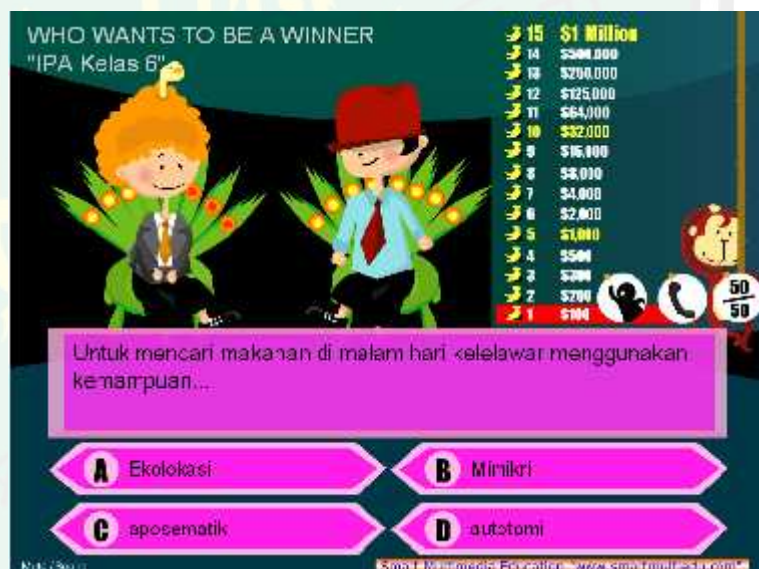 WHO WANTS TO BE A WINNER
"IPA Kelas 6"
15 $1 Million
14 $500,000
13 $250,000
12 $125,000
11 $64,000
10 $32,000
9 $16,000
8 $8,000
7 $4,000
6 $2,000
5 $1,000
4 $500
3 $300
2 $200
1 $100
50
50
Untuk mencari makanan di malam hari kelelawar menggunakan
kemampuan...
A Ekolokasi
B Mimikri
C aposematik
D autotomi
Smart Multimedia Education